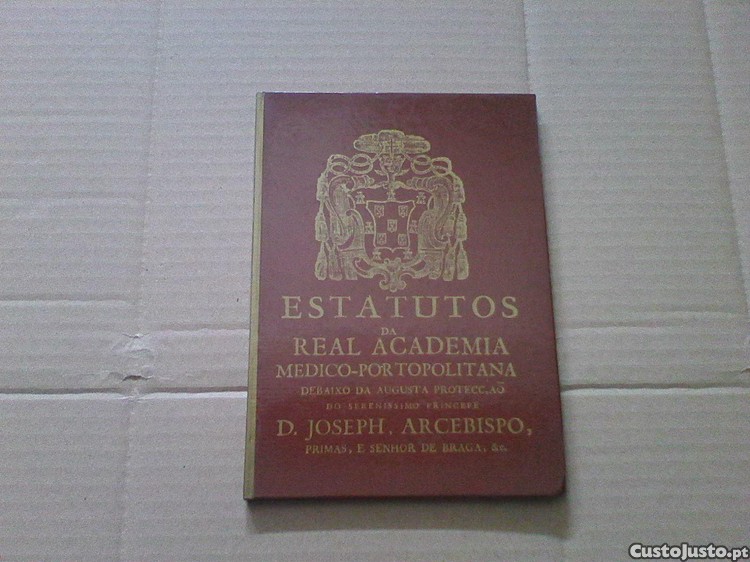 ESTATUTOS
DA
REAL ACADEMIA
MEDICO-PORTOPOLITANA
DEBAIXO DA AUGUSTA PROTECÇAÕ
DO SERENISSIMO PRINCEPE
D. JOSEPH, ARCEBISPO,
PRIMAS, E SENHOR DE BRAGA, &c.
CustoJusto.pt